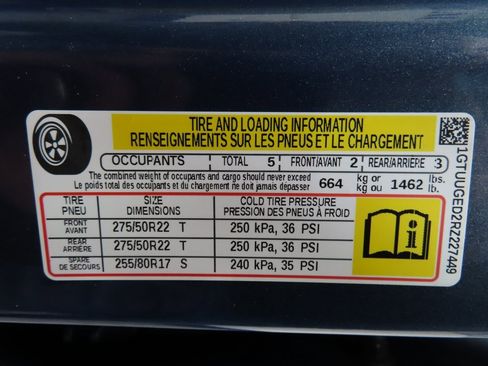 TIRE AND LOADING INFORMATION
RENSEIGNEMENTS SUR LES PNEUS ET LE CHARGEMENT
OCCUPANTS TOTAL 5 FRONT/AVANT 2 REAR/ARRIÈRE 3
The combined weight of occupants and cargo should never exceed
Le poids total des occupants et du chargement ne doit jamais dépasser
664 kg or 1462 lbs.
kg ou lb.
TIRE SIZE COLD TIRE PRESSURE
PNEU DIMENSIONS PRESSION DES PNEUS À FROID
FRONT
AVANT 275/50R22 T 250 kPa, 36 PSI
REAR
ARRIÈRE 275/50R22 T 250 kPa, 36 PSI
SPARE
DE SECOURS 255/80R17 S 240 kPa, 35 PSI
1GTUUGED2RZ227449